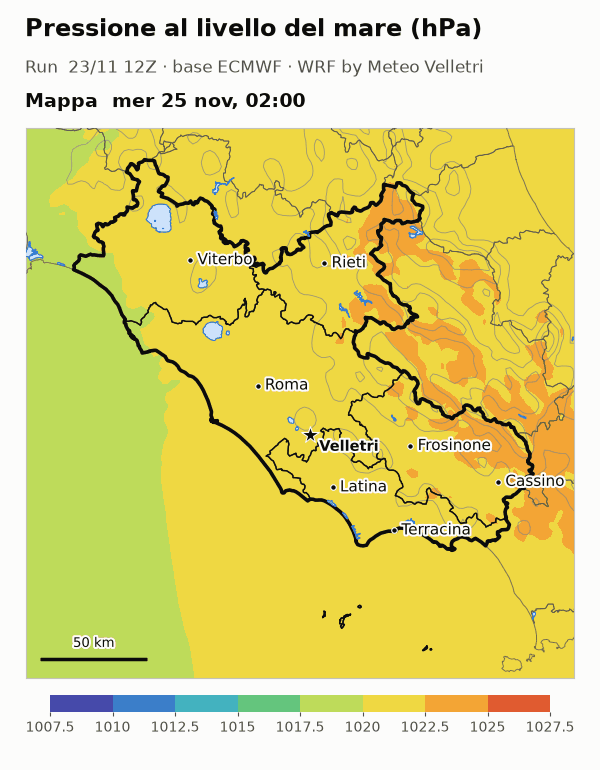 Pressione al livello del mare (hPa)
Run  23/11 12Z · base ECMWF · WRF by Meteo Velletri
Mappa  mer 25 nov, 02:00
Viterbo
Rieti
Roma
Velletri
Frosinone
Cassino
Latina
Terracina
50 km
1007.5 1010 1012.5 1015 1017.5 1020 1022.5 1025 1027.5